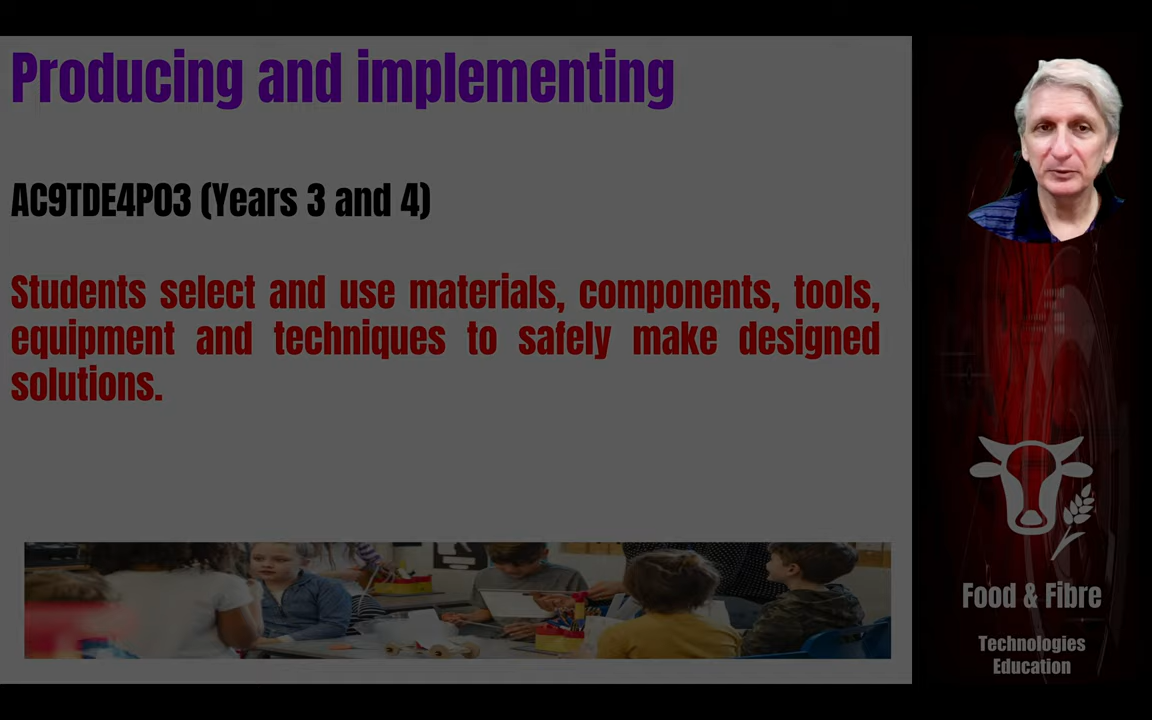 Producing and implementing
AC9TDE4P03 (Years 3 and 4)
Students select and use materials, components, tools,
equipment and techniques to safely make designed
solutions.
Food & Fibre
Technologies
Education